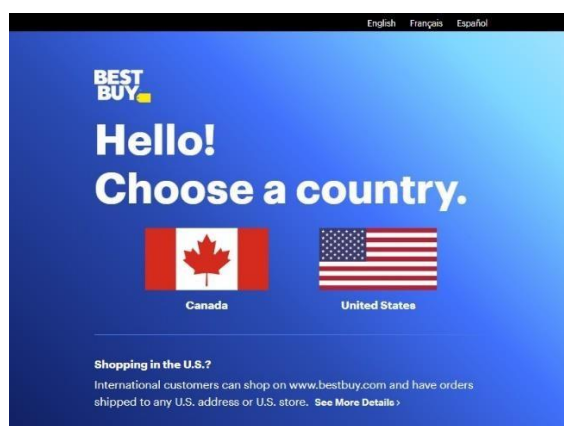 English Français Español
BEST
BUY
Hello!
Choose a country.
Canada United States
Shopping in the U.S.?
International customers can shop on www.bestbuy.com and have orders
shipped to any U.S. address or U.S. store. See More Details ›